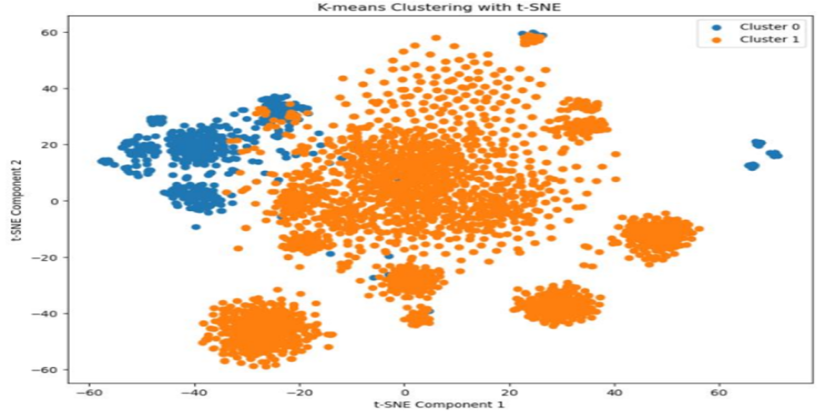 K-means Clustering with t-SNE
Cluster 0
Cluster 1
60
40
20
0
−20
−40
−60
t-SNE Component 2
−60
−40
−20
0
20
40
60
t-SNE Component 1